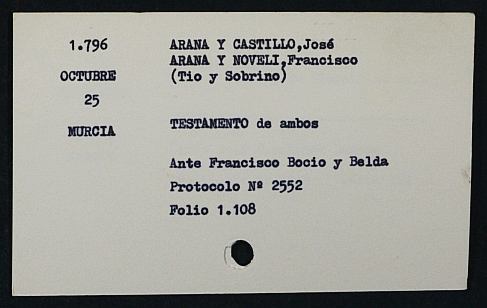 1.796
OCTUBRE
25
MURCIA
ARANA Y CASTILLO,José
ARANA Y NOVELI,Francisco
(Tio y Sobrino)
TESTAMENTO de ambos
Ante Francisco Bocio y Belda
Protocolo Nº 2552
Folio 1.108